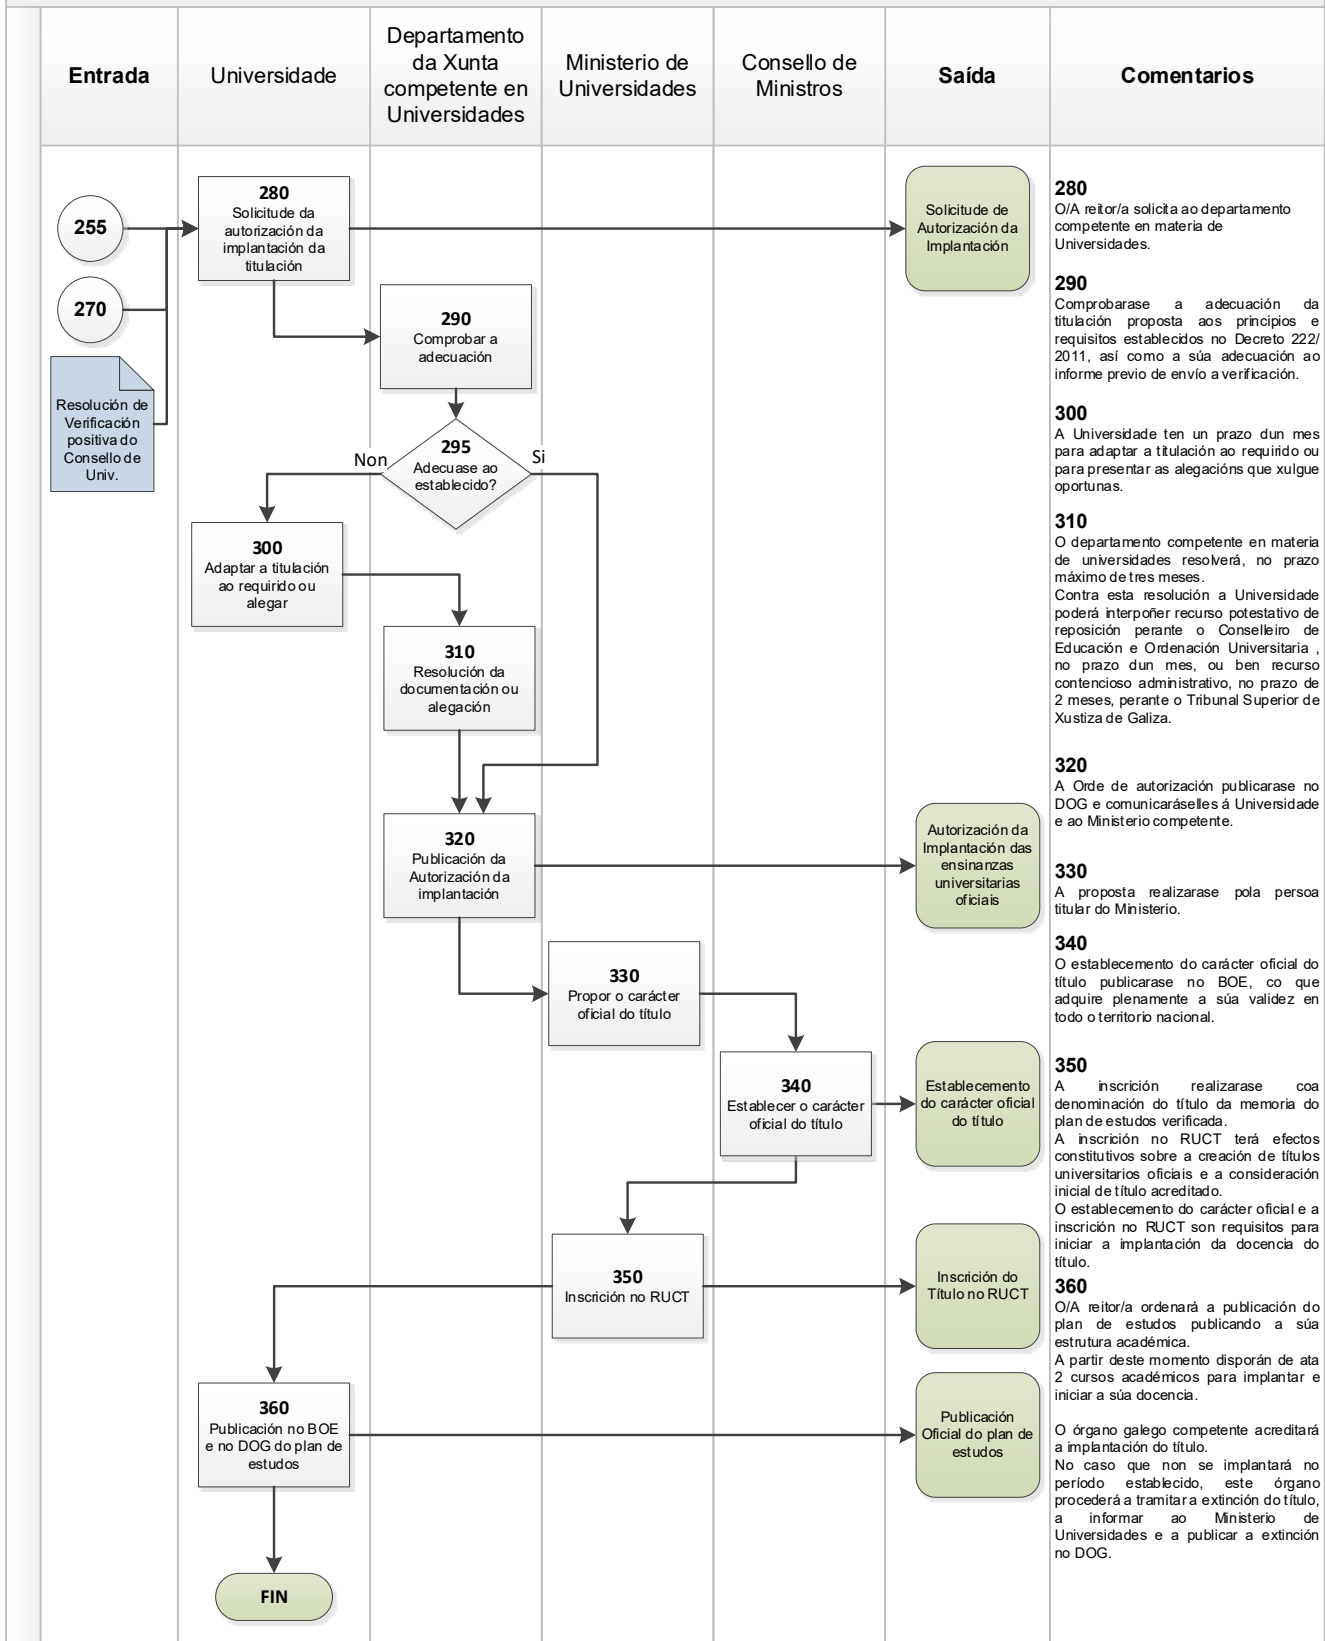 Entrada
Universidade
Departamento
da Xunta
competente en
Universidades
Ministerio de
Universidades
Consello de
Ministros
Saída
Comentarios
255
270
Resolución de
Verificación
positiva do
Consello de
Univ.
280
Solicitude da
autorización da
implantación da
titulación
Solicitude de
Autorización da
Implantación
290
Comprobar a
adecuación
295
Adecuase ao
establecido?
Non
Si
300
Adaptar a titulación
ao requirido ou
alegar
310
Resolución da
documentación ou
alegación
320
Publicación da
Autorización da
implantación
Autorización da
Implantación das
ensinanzas
universitarias
oficiais
330
Propor o carácter
oficial do título
340
Establecer o carácter
oficial do título
Establecemento
do carácter oficial
do título
350
Inscrición no RUCT
Inscrición do
Título no RUCT
360
Publicación no BOE
e no DOG do plan de
estudos
Publicación
Oficial do plan de
estudos
FIN
280
O/A reitor/a solicita ao departamento
competente en materia de
Universidades.
290
Comprobarase a adecuación da
titulación proposta aos principios e
requisitos establecidos no Decreto 222/
2011, así como a súa adecuación ao
informe previo de envío a verificación.
300
A Universidade ten un prazo dun mes
para adaptar a titulación ao requirido ou
para presentar as alegacións que xulgue
oportunas.
310
O departamento competente en materia
de universidades resolverá, no prazo
máximo de tres meses.
Contra esta resolución a Universidade
poderá interpoñer recurso potestativo de
reposición perante o Conselleiro de
Educación e Ordenación Universitaria ,
no prazo dun mes, ou ben recurso
contencioso administrativo, no prazo de
2 meses, perante o Tribunal Superior de
Xustiza de Galiza.
320
A Orde de autorización publicarase no
DOG e comunicaráselles á Universidade
e ao Ministerio competente.
330
A proposta realizarase pola persoa
titular do Ministerio.
340
O establecemento do carácter oficial do
título publicarase no BOE, co que
adquire plenamente a súa validez en
todo o territorio nacional.
350
A inscrición realizarase coa
denominación do título da memoria do
plan de estudos verificada.
A inscrición no RUCT terá efectos
constitutivos sobre a creación de títulos
universitarios oficiais e a consideración
inicial de título acreditado.
O establecemento do carácter oficial e a
inscrición no RUCT son requisitos para
iniciar a implantación da docencia do
título.
360
O/A reitor/a ordenará a publicación do
plan de estudos publicando a súa
estrutura académica.
A partir deste momento disporán de ata
2 cursos académicos para implantar e
iniciar a súa docencia.
O órgano galego competente acreditará
a implantación do título.
No caso que non se implantará no
período establecido, este órgano
procederá a tramitar a extinción do título,
a informar ao Ministerio de
Universidades e a publicar a extinción
no DOG.